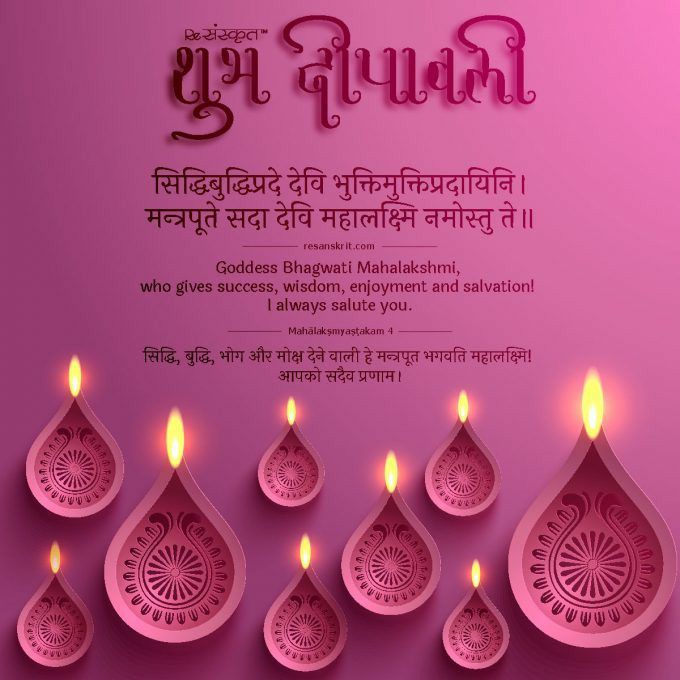 ReSंस्कृत™
शुभ दीपावली
सिद्धिबुद्धिप्रदे देवि भुक्तिमुक्तिप्रदायिनि।
मन्त्रपूते सदा देवि महालक्ष्मि नमोस्तु ते॥
resanskrit.com
Goddess Bhagwati Mahalakshmi,
who gives success, wisdom, enjoyment and salvation!
I always salute you.
Mahālakṣmyaṣṭakam 4
सिद्धि, बुद्धि, भोग और मोक्ष देने वाली हे मन्त्रपूत भगवति महालक्ष्मि!
आपको सदैव प्रणाम।